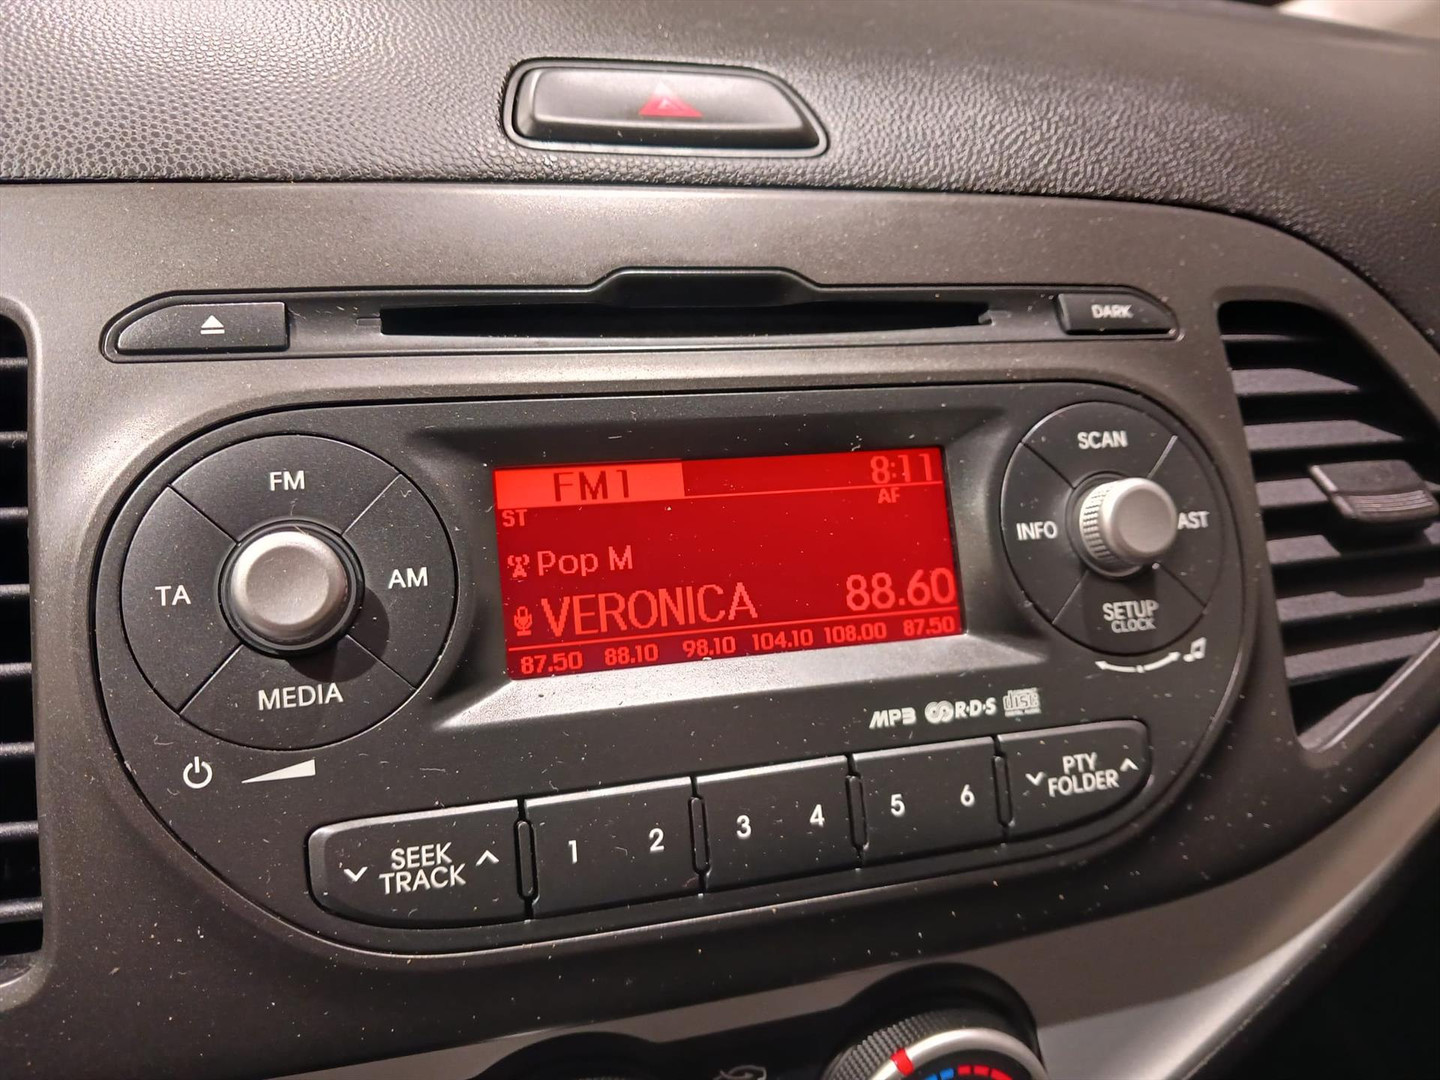 DARK
FM
TA
AM
MEDIA
FM1
8:11
ST
AF
Pop M
VERONICA
88.60
87.50 88.10 98.10 104.10 108.00 87.50
SCAN
INFO
AST
SETUP
CLOCK
MP3 R·D·S disc
SEEK
TRACK
1 2 3 4 5 6
PTY
FOLDER